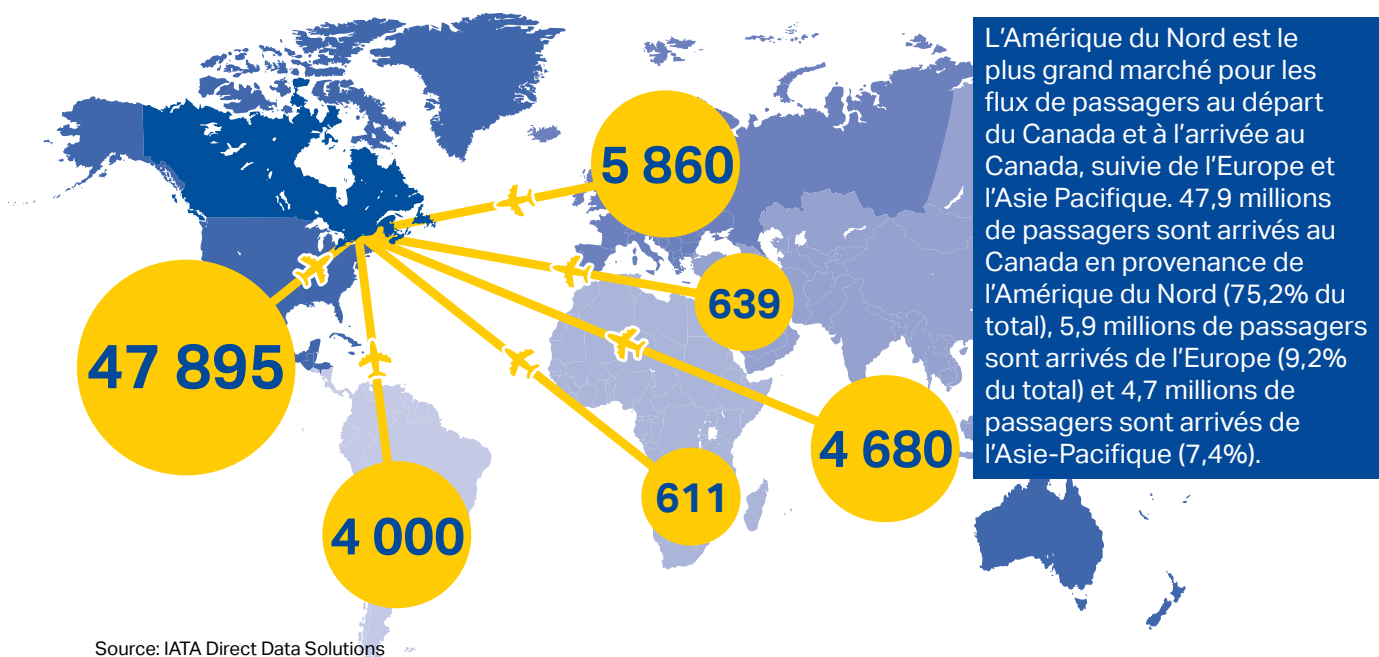 L'Amérique du Nord est le
plus grand marché pour les
flux de passagers au départ
du Canada et à l'arrivée au
Canada, suivie de l'Europe et
l'Asie Pacifique. 47,9 millions
de passagers sont arrivés au
Canada en provenance de
l'Amérique du Nord (75,2% du
total), 5,9 millions de passagers
sont arrivés de l'Europe (9,2%
du total) et 4,7 millions de
passagers sont arrivés de
l'Asie-Pacifique (7,4%).
5 860
639
47 895
4 680
611
4 000
Source: IATA Direct Data Solutions